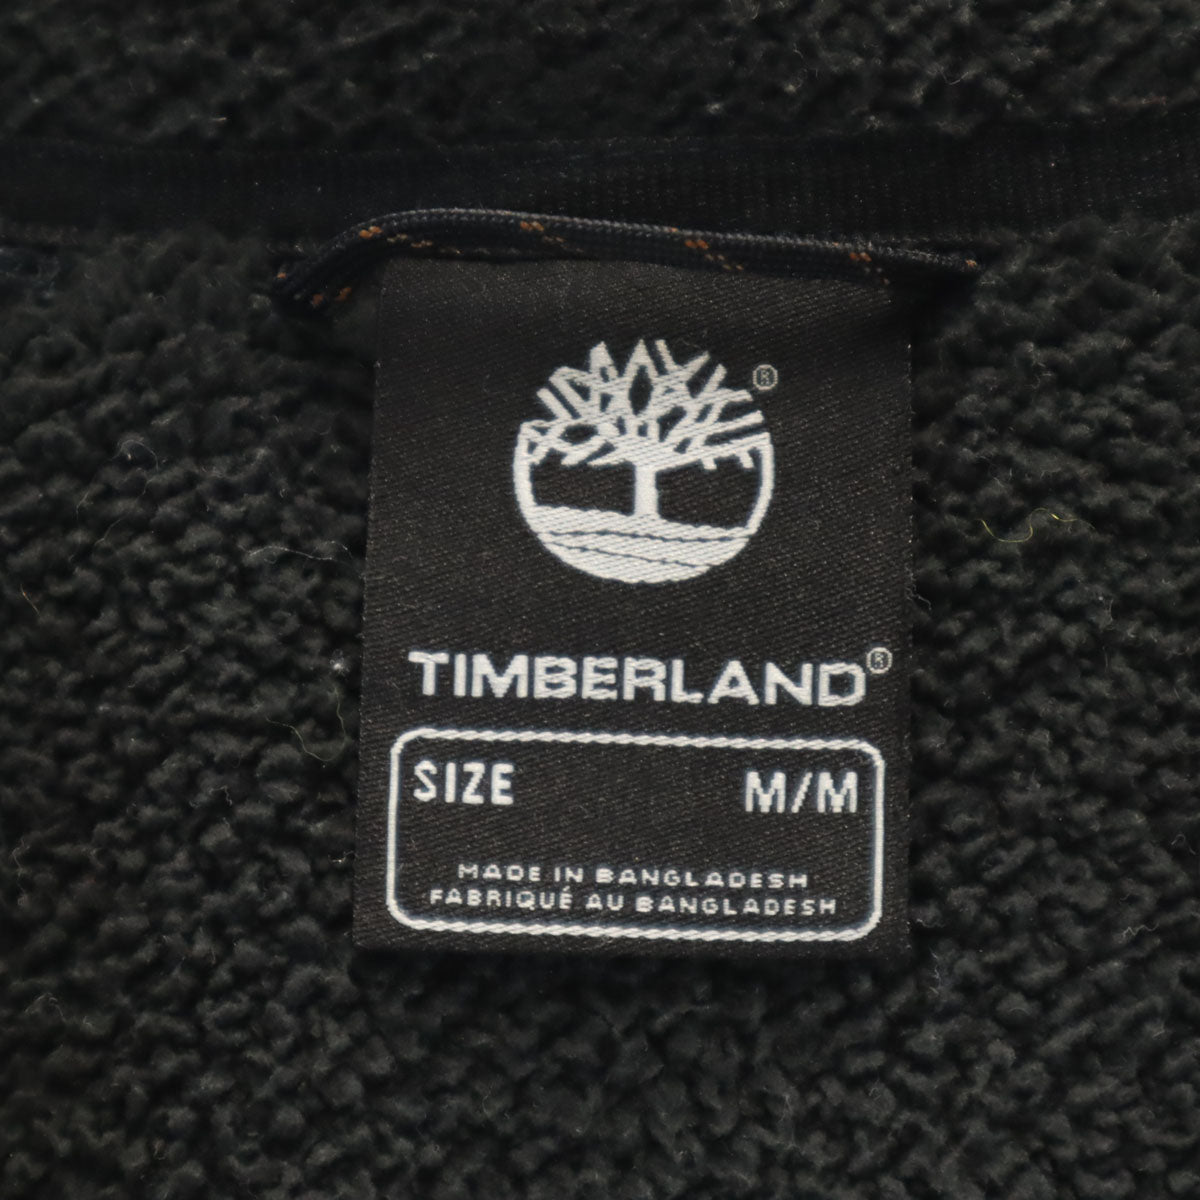 ®
TIMBERLAND®
SIZE M/M
MADE IN BANGLADESH
FABRIQUÉ AU BANGLADESH